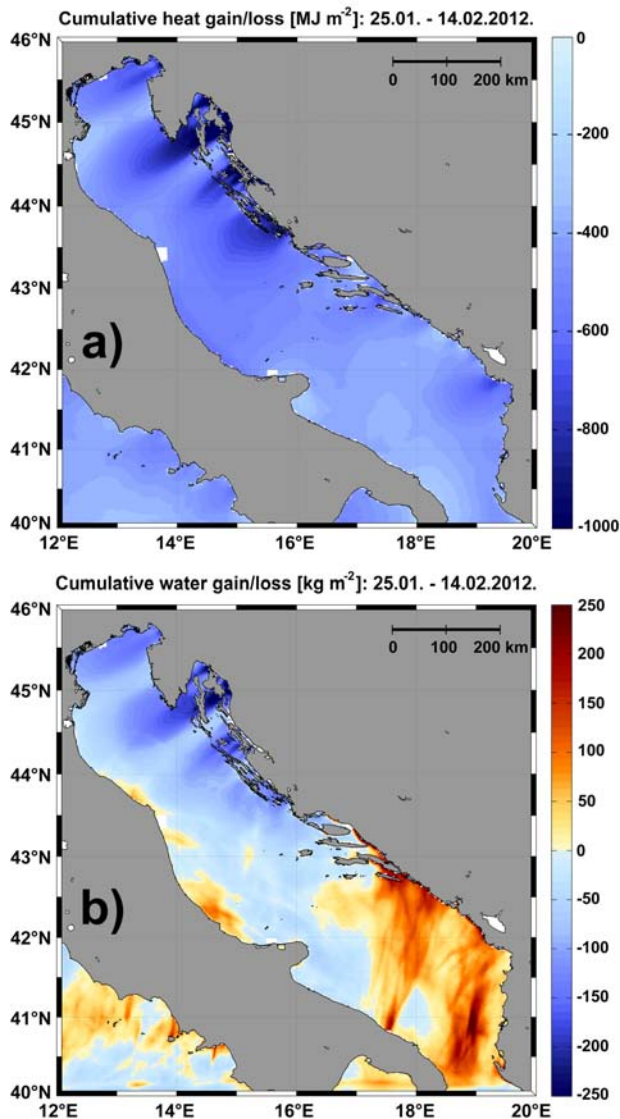 Cumulative heat gain/loss [MJ m⁻²]: 25.01. - 14.02.2012.
46°N
45°N
44°N
43°N
42°N
41°N
40°N
0 100 200 km
a)
12°E 14°E 16°E 18°E 20°E
0
-200
-400
-600
-800
-1000
Cumulative water gain/loss [kg m⁻²]: 25.01. - 14.02.2012.
46°N
45°N
44°N
43°N
42°N
41°N
40°N
0 100 200 km
b)
12°E 14°E 16°E 18°E 20°E
250
200
150
100
50
0
-50
-100
-150
-200
-250